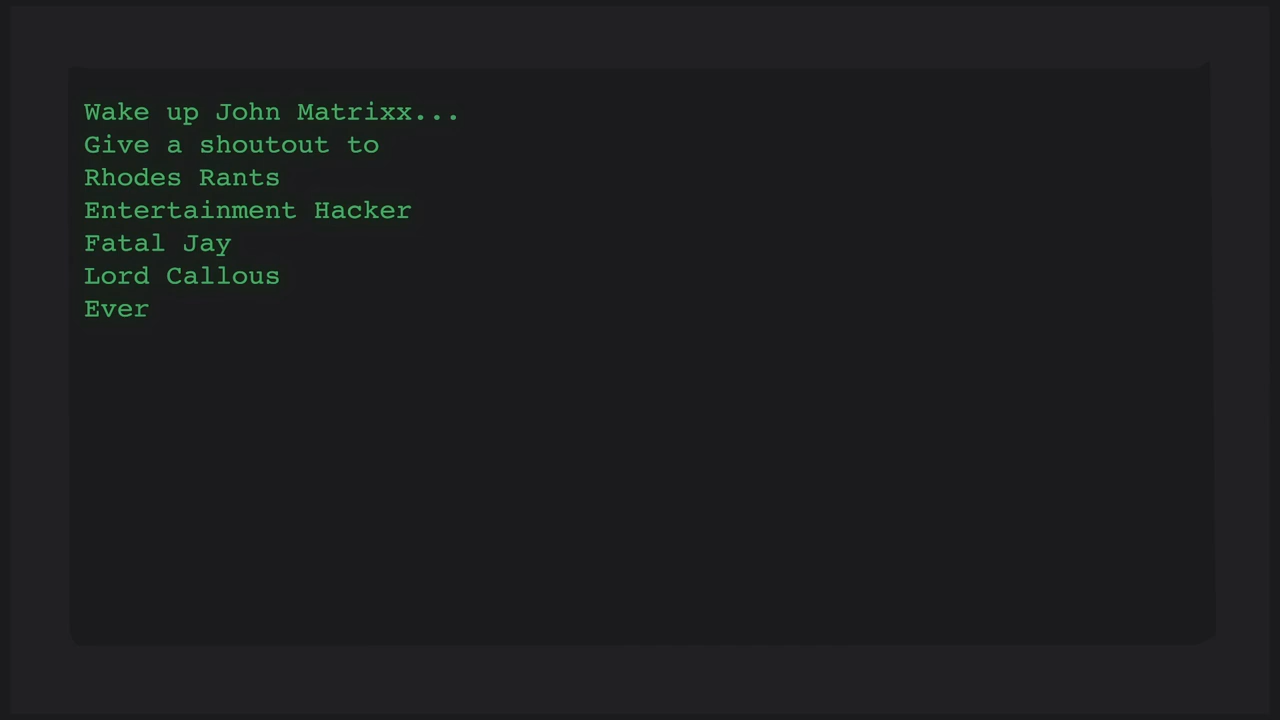 Wake up John Matrixx...
Give a shoutout to
Rhodes Rants
Entertainment Hacker
Fatal Jay
Lord Callous
Ever